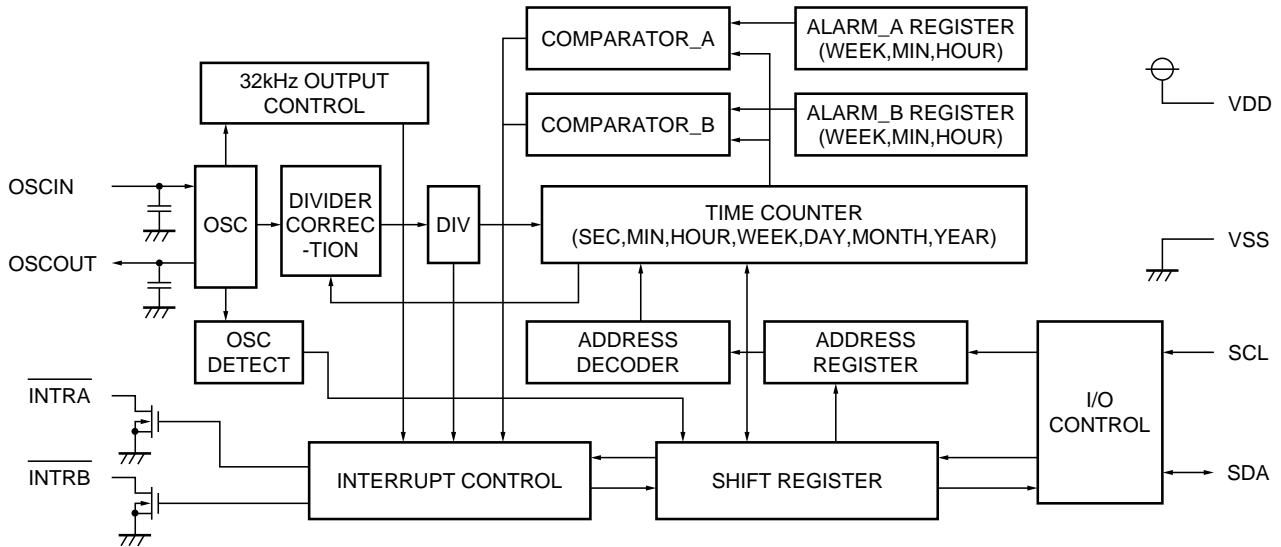 COMPARATOR_A
ALARM_A REGISTER
(WEEK,MIN,HOUR)
32kHz OUTPUT
CONTROL
VDD
COMPARATOR_B
ALARM_B REGISTER
(WEEK,MIN,HOUR)
OSCIN
OSC
DIVIDER
CORREC
-TION
DIV
TIME COUNTER
(SEC,MIN,HOUR,WEEK,DAY,MONTH,YEAR)
VSS
OSCOUT
OSC
DETECT
ADDRESS
DECODER
ADDRESS
REGISTER
I/O
CONTROL
SCL
INTRA
INTRB
INTERRUPT CONTROL
SHIFT REGISTER
SDA